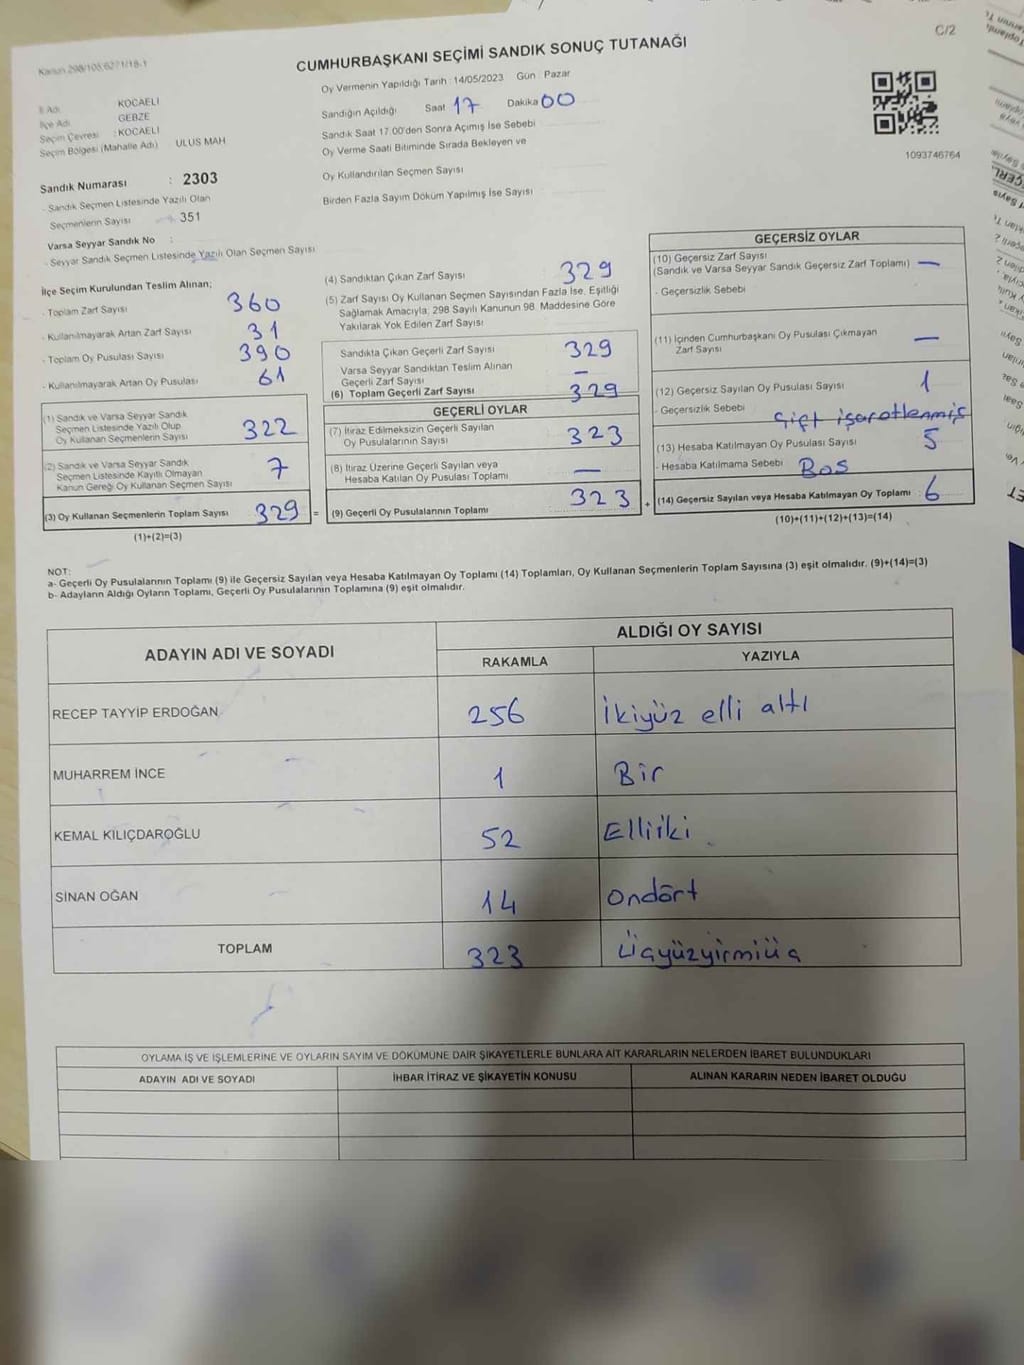 C/2
CUMHURBAŞKANI SEÇİMİ SANDIK SONUÇ TUTANAĞI
Oy Vermenin Yapıldığı Tarih : 14/05/2023 Gün : Pazar
İl Adı KOCAELİ
İlçe Adı GEBZE
Seçim Çevresi : KOCAELİ
Seçim Bölgesi (Mahalle Adı) ULUS MAH
Sandık Numarası : 2303
- Sandık Seçmen Listesinde Yazılı Olan
Seçmenlerin Sayısı 351
Varsa Seyyar Sandık No :
- Seyyar Sandık Seçmen Listesinde Yazılı Olan Seçmen Sayısı
Sandığın Açıldığı Saat 17 Dakika 00
Sandık Saat 17.00'den Sonra Açımış İse Sebebi
Oy Verme Saati Bitiminde Sırada Bekleyen ve
Oy Kullandırılan Seçmen Sayısı
Birden Fazla Sayım Döküm Yapılmış İse Sayısı
1093746764
İlçe Seçim Kurulundan Teslim Alınan;
- Toplam Zarf Sayısı 360
- Kullanılmayarak Artan Zarf Sayısı 31
- Toplam Oy Pusulası Sayısı 390
- Kullanılmayarak Artan Oy Pusulası 61
(1) Sandık ve Varsa Seyyar Sandık
Seçmen Listesinde Yazılı Olup
Oy Kullanan Seçmenlerin Sayısı 322
(2) Sandık ve Varsa Seyyar Sandık
Seçmen Listesinde Kayıtlı Olmayan
Kanun Gereği Oy Kullanan Seçmen Sayısı 7
(3) Oy Kullanan Seçmenlerin Toplam Sayısı 329 =
(1)+(2)=(3)
(4) Sandıktan Çıkan Zarf Sayısı 329
(5) Zarf Sayısı Oy Kullanan Seçmen Sayısından Fazla İse, Eşitliği
Sağlamak Amacıyla; 298 Sayılı Kanunun 98. Maddesine Göre
Yakılarak Yok Edilen Zarf Sayısı
Sandıkta Çıkan Geçerli Zarf Sayısı 329
Varsa Seyyar Sandıktan Teslim Alınan
Geçerli Zarf Sayısı —
(6) Toplam Geçerli Zarf Sayısı 329
GEÇERLİ OYLAR
(7) İtiraz Edilmeksizin Geçerli Sayılan
Oy Pusulalarının Sayısı 323
(8) İtiraz Üzerine Geçerli Sayılan veya
Hesaba Katılan Oy Pusulası Toplamı —
(9) Geçerli Oy Pusulalarının Toplamı 323 +
GEÇERSİZ OYLAR
(10) Geçersiz Zarf Sayısı
(Sandık ve Varsa Seyyar Sandık Geçersiz Zarf Toplamı) —
- Geçersizlik Sebebi
(11) İçinden Cumhurbaşkanı Oy Pusulası Çıkmayan
Zarf Sayısı —
(12) Geçersiz Sayılan Oy Pusulası Sayısı 1
- Geçersizlik Sebebi Çift işaretlenmiş
(13) Hesaba Katılmayan Oy Pusulası Sayısı 5
- Hesaba Katılmama Sebebi Bos
(14) Geçersiz Sayılan veya Hesaba Katılmayan Oy Toplamı : 6
(10)+(11)+(12)+(13)=(14)
NOT:
a- Geçerli Oy Pusulalarının Toplamı (9) ile Geçersiz Sayılan veya Hesaba Katılmayan Oy Toplamı (14) Toplamları, Oy Kullanan Seçmenlerin Toplam Sayısına (3) eşit olmalıdır. (9)+(14)=(3)
b- Adayların Aldığı Oyların Toplamı, Geçerli Oy Pusulalarının Toplamına (9) eşit olmalıdır.
ADAYIN ADI VE SOYADI ALDIĞI OY SAYISI
RAKAMLA YAZIYLA
RECEP TAYYİP ERDOĞAN 256 İkiyüz elli altı
MUHARREM İNCE 1 Bir
KEMAL KILIÇDAROĞLU 52 Elliiki
SİNAN OĞAN 14 Ondört
TOPLAM 323 Üçyüzyirmiüç
OYLAMA İŞ VE İŞLEMLERİNE VE OYLARIN SAYIM VE DÖKÜMÜNE DAİR ŞİKAYETLERLE BUNLARA AİT KARARLARIN NELERDEN İBARET BULUNDUKLARI
ADAYIN ADI VE SOYADI İHBAR İTİRAZ VE ŞİKAYETİN KONUSU ALINAN KARARIN NEDEN İBARET OLDUĞU